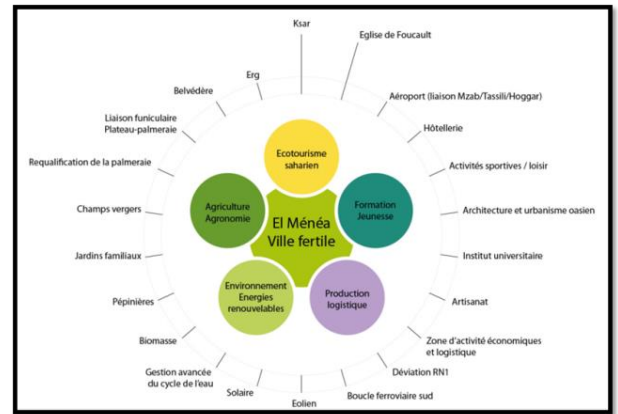 Ksar
Eglise de Foucault
Aéroport (liaison Mzab/Tassili/Hoggar)
Hôtellerie
Activités sportives / loisir
Architecture et urbanisme oasien
Institut universitaire
Artisanat
Zone d'activité économiques
et logistique
Déviation RN1
Boucle ferroviaire sud
Eolien
Solaire
Gestion avancée
du cycle de l'eau
Biomasse
Pépinières
Jardins familiaux
Champs vergers
Requalification de la palmeraie
Liaison funiculaire
Plateau-palmeraie
Belvédère
Erg
Ecotourisme
saharien
Formation
Jeunesse
Production
logistique
Environnement
Energies
renouvelables
Agriculture
Agronomie
El Ménéa
Ville fertile